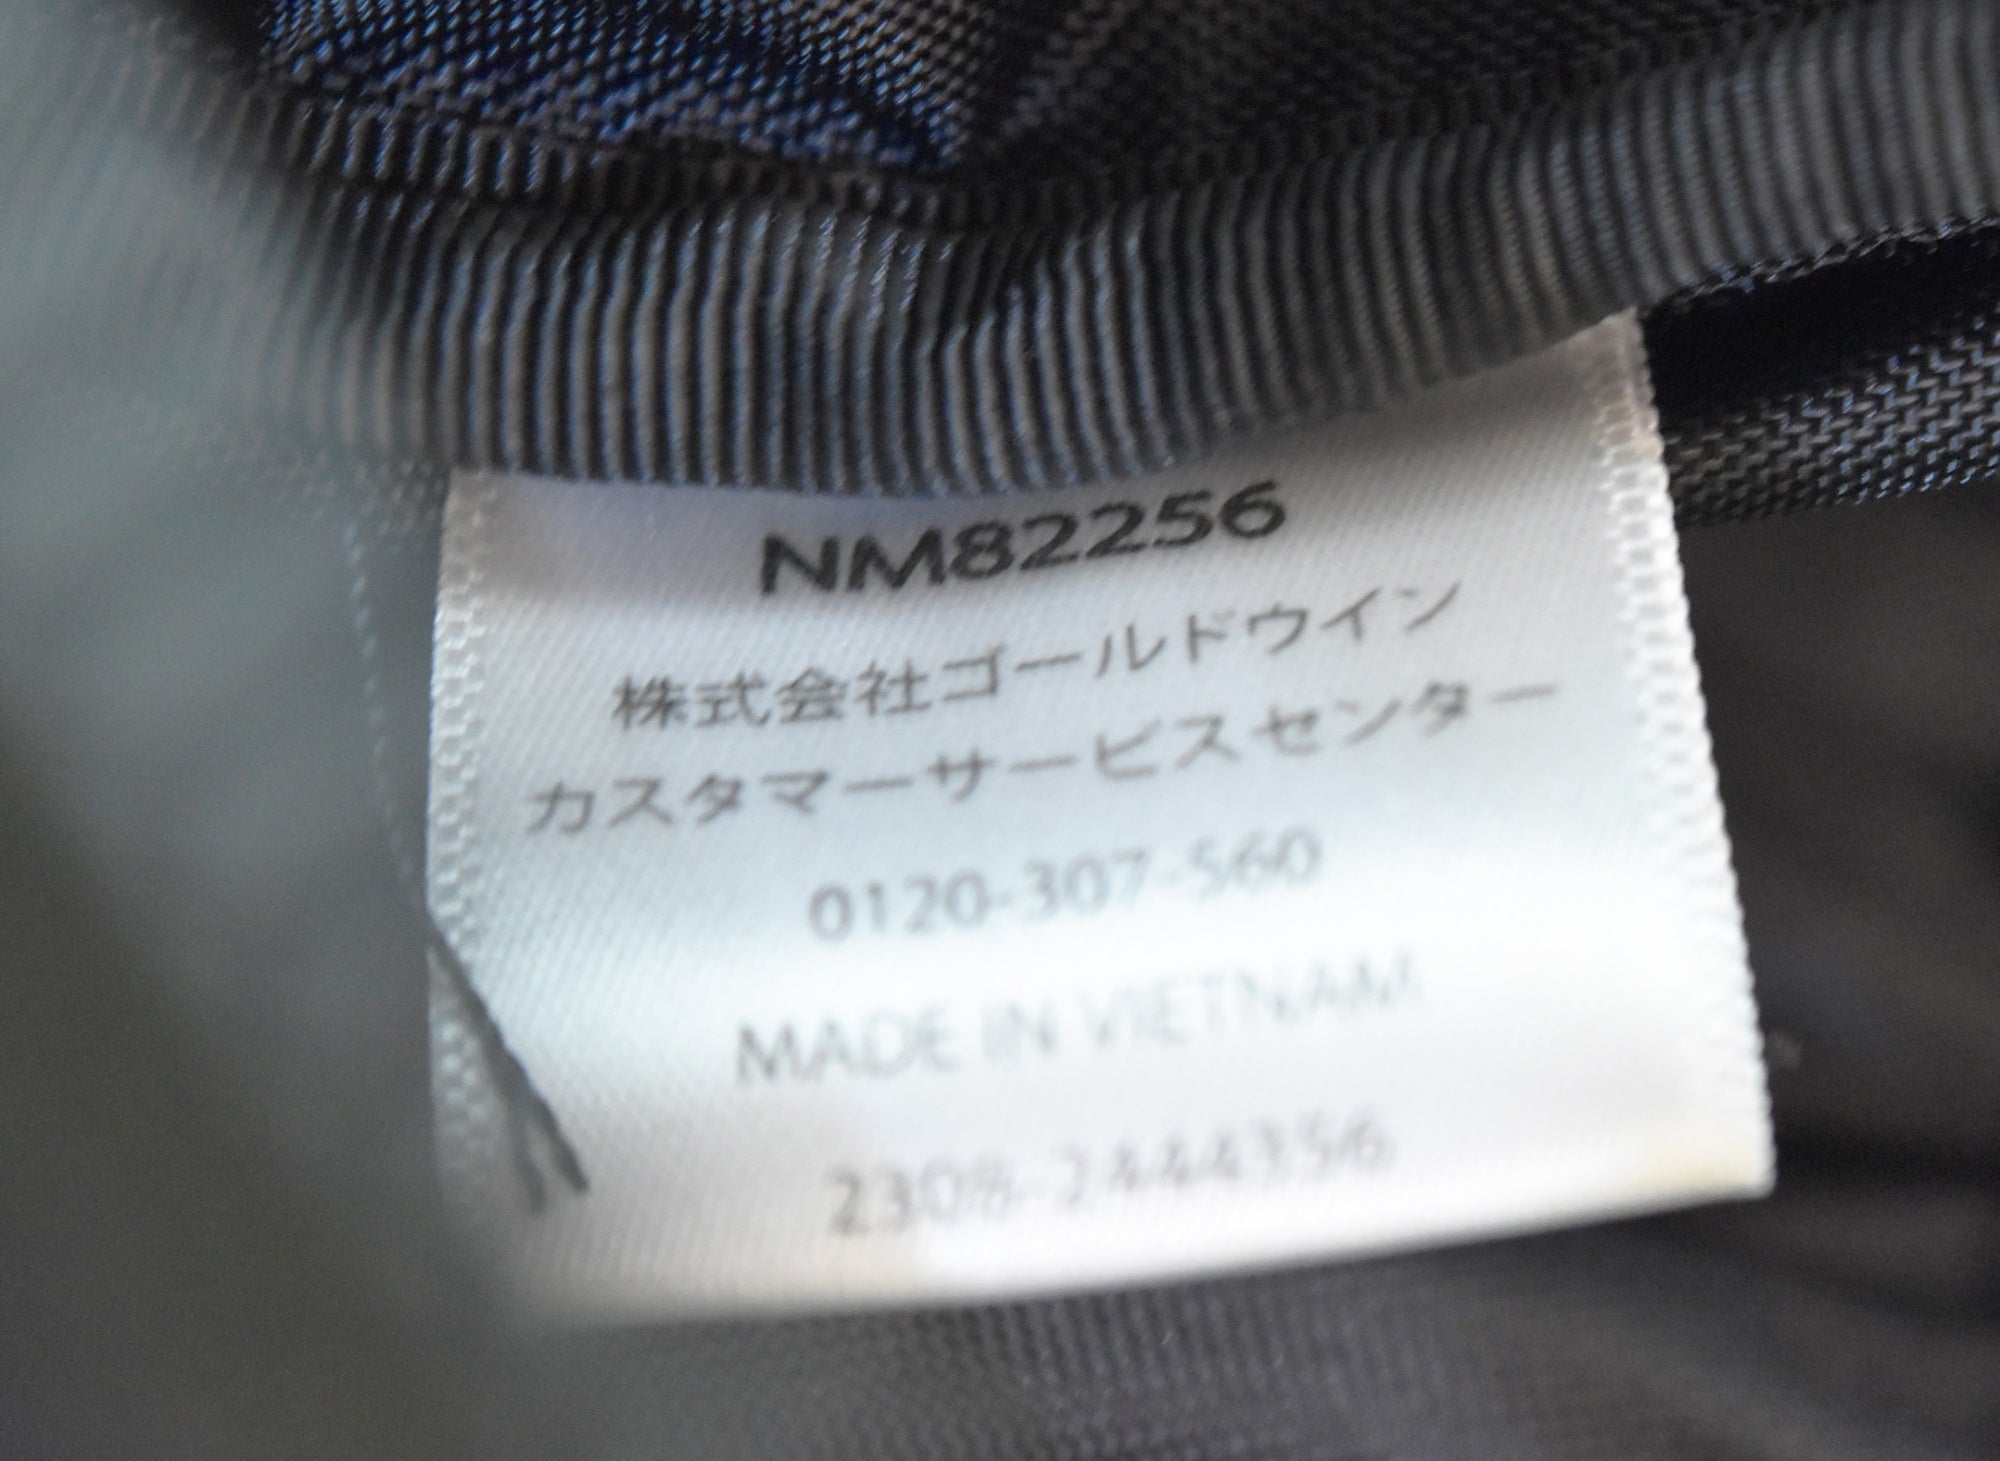 NM82256
株式会社ゴールドウイン
カスタマーサービスセンター
0120-307-560
MADE IN VIETNAM